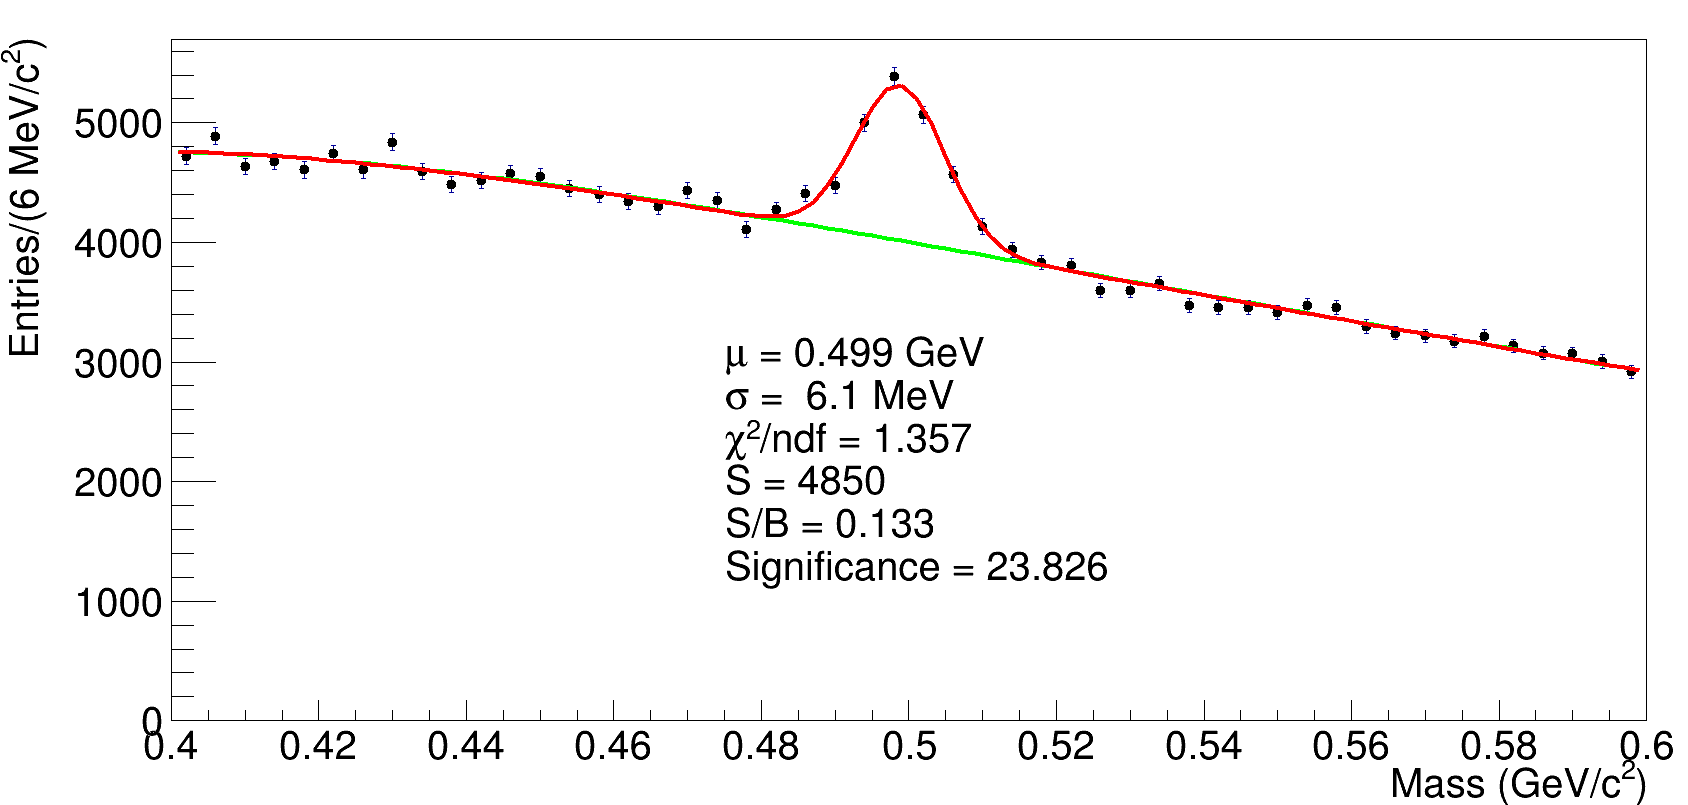 Entries/(6 MeV/c²)
5000
4000
3000
2000
1000
0
μ = 0.499 GeV
σ = 6.1 MeV
χ²/ndf = 1.357
S = 4850
S/B = 0.133
Significance = 23.826
0.4 0.42 0.44 0.46 0.48 0.5 0.52 0.54 0.56 0.58 0.6
Mass (GeV/c²)